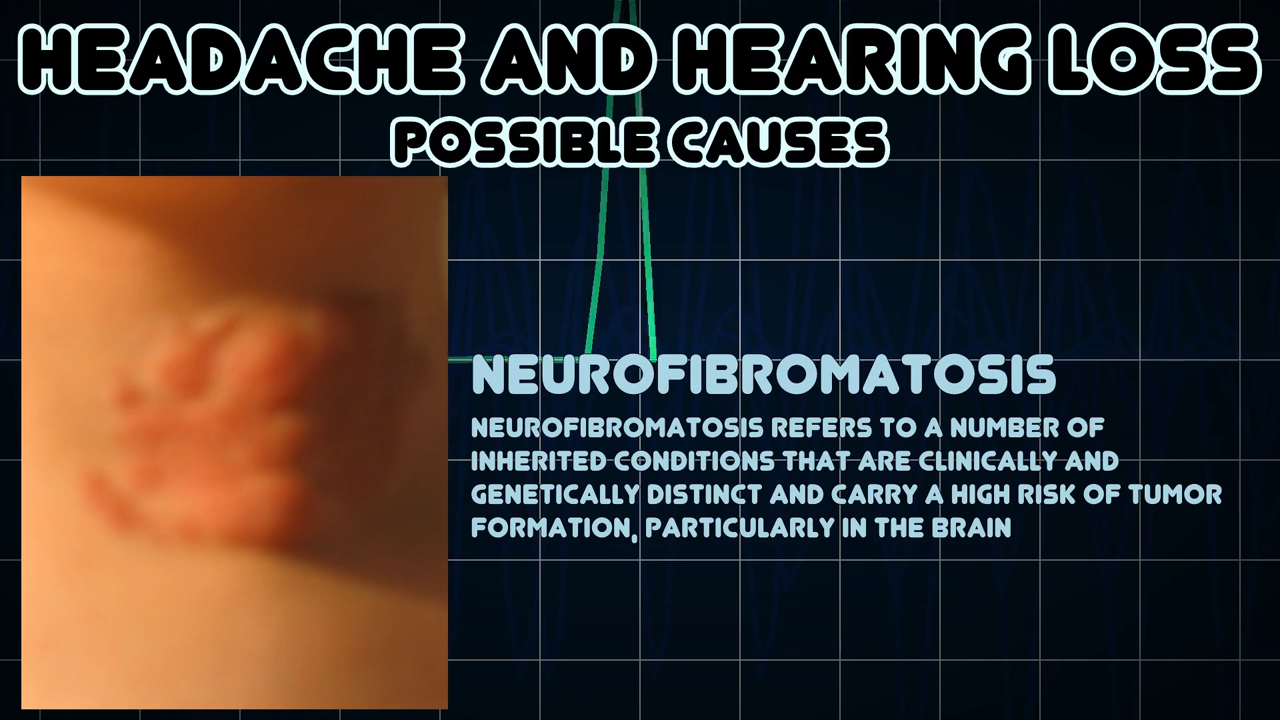 HEADACHE AND HEARING LOSS
POSSIBLE CAUSES
NEUROFIBROMATOSIS
NEUROFIBROMATOSIS REFERS TO A NUMBER OF
INHERITED CONDITIONS THAT ARE CLINICALLY AND
GENETICALLY DISTINCT AND CARRY A HIGH RISK OF TUMOR
FORMATION, PARTICULARLY IN THE BRAIN